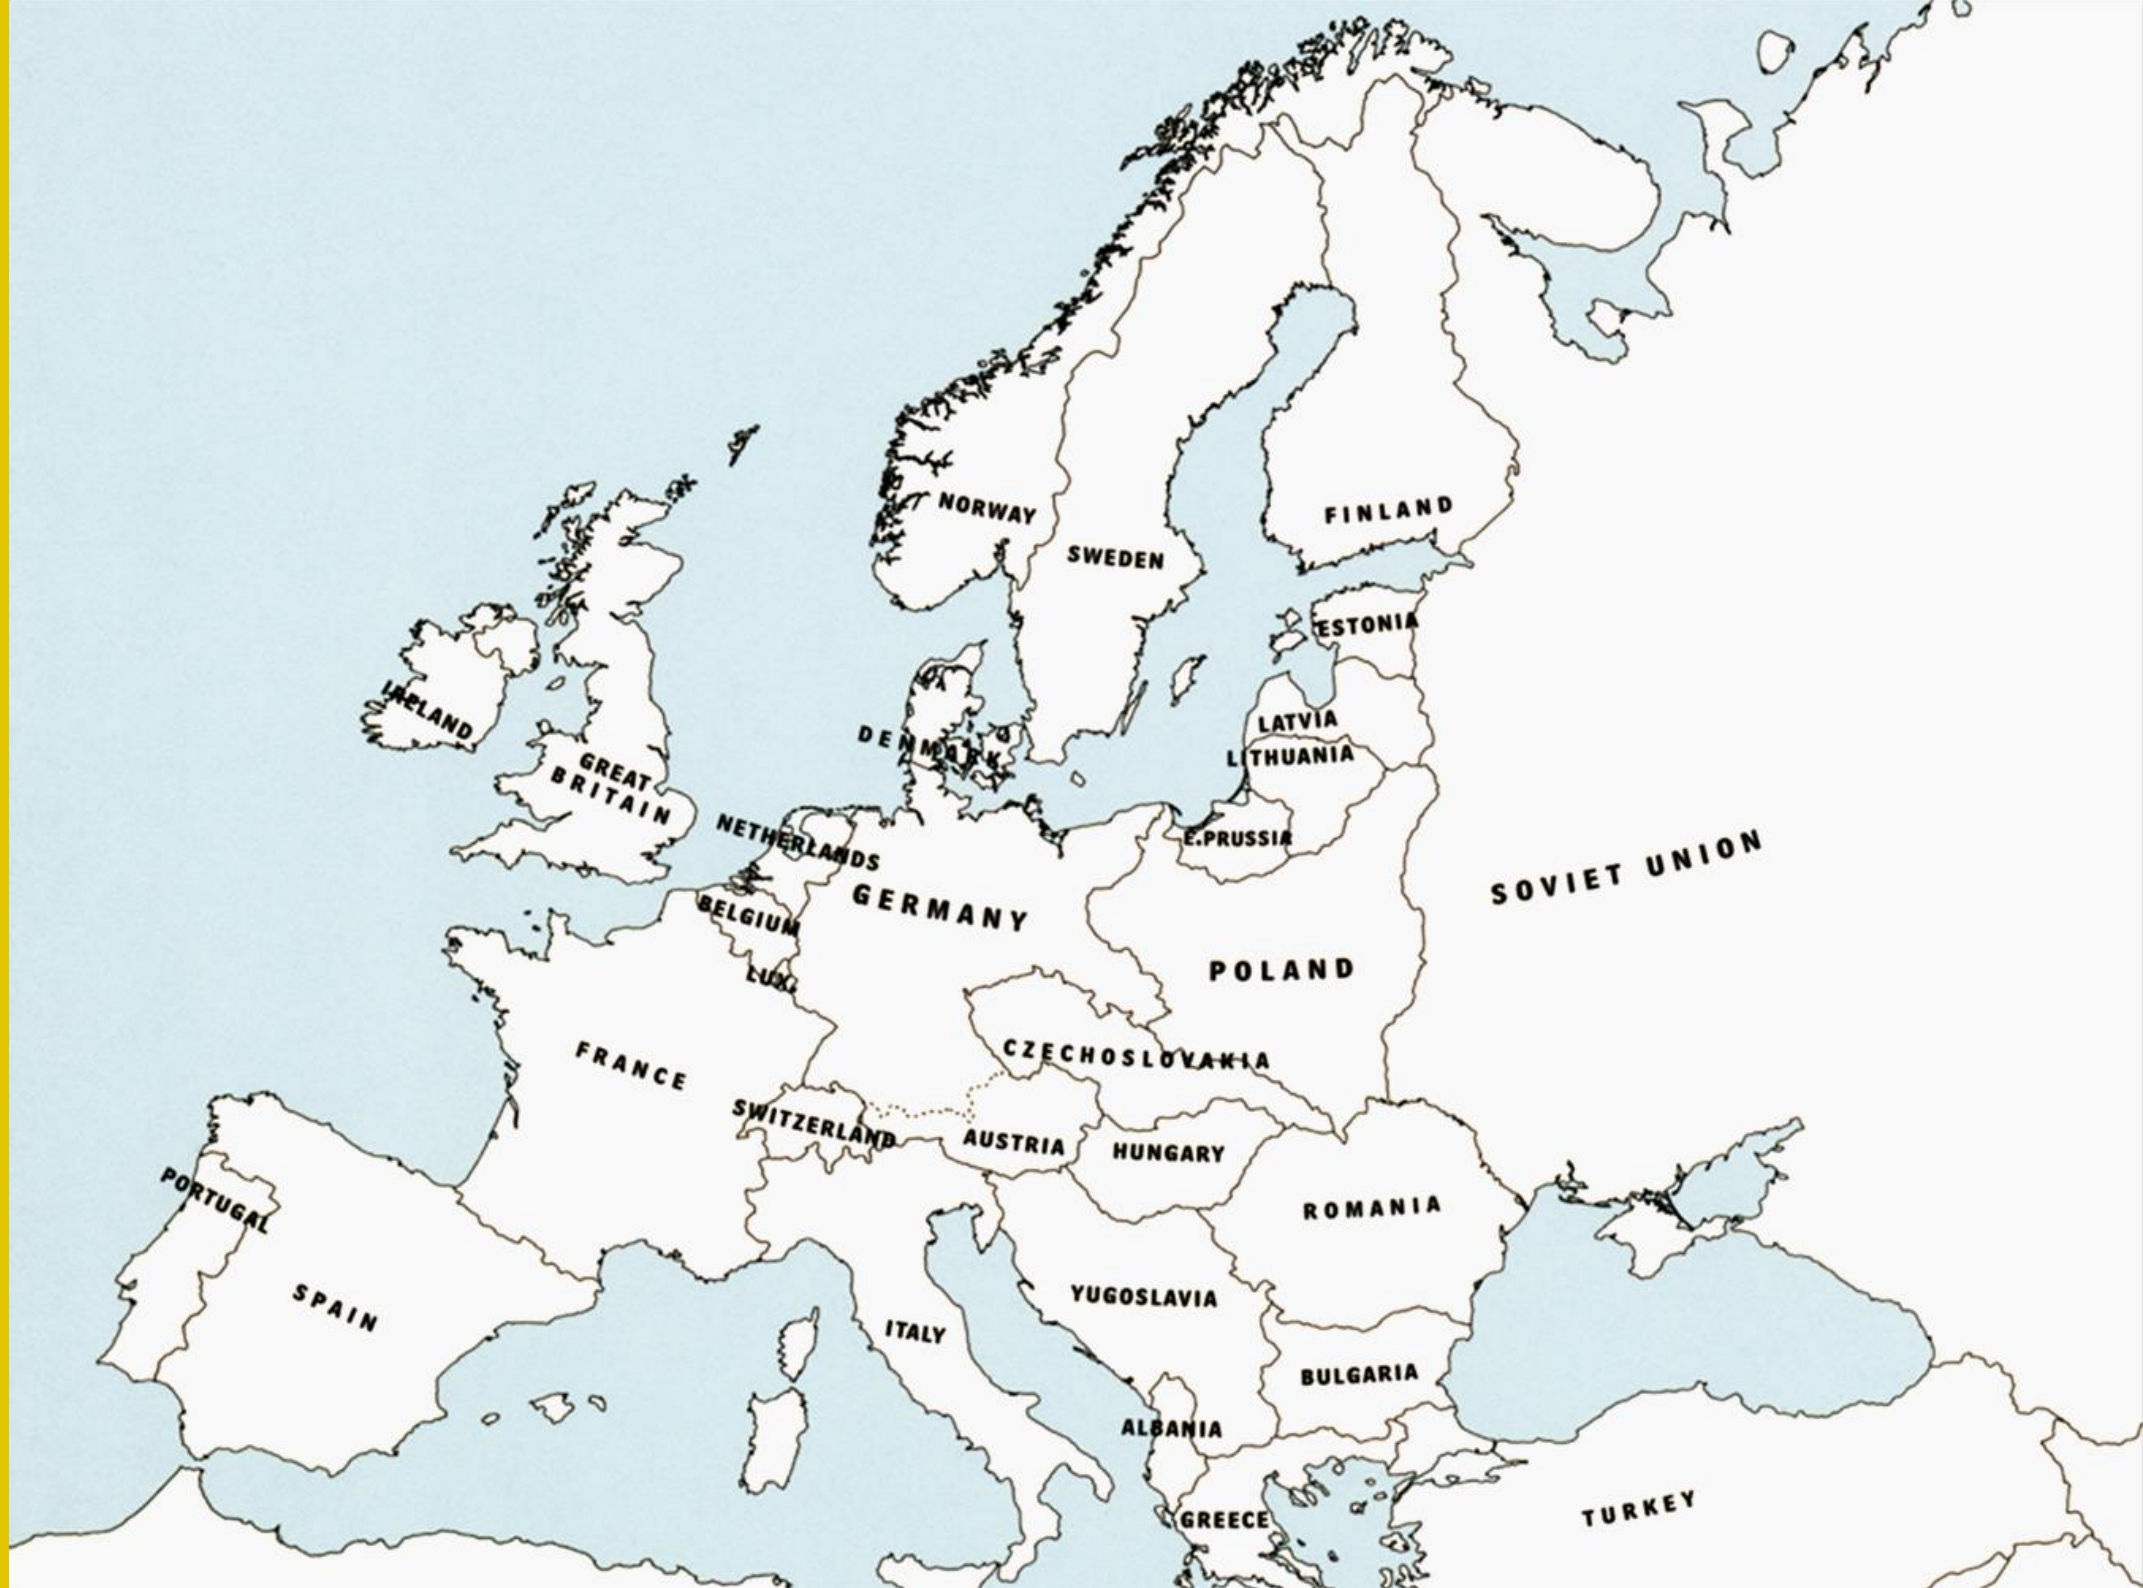 NORWAY
FINLAND
SWEDEN
ESTONIA
IRELAND
LATVIA
DENMARK
LITHUANIA
GREAT
BRITAIN
NETHERLANDS
E.PRUSSIA
SOVIET UNION
GERMANY
BELGIUM
POLAND
LUX.
CZECHOSLOVAKIA
FRANCE
SWITZERLAND
AUSTRIA
HUNGARY
PORTUGAL
ROMANIA
YUGOSLAVIA
SPAIN
ITALY
BULGARIA
ALBANIA
TURKEY
GREECE